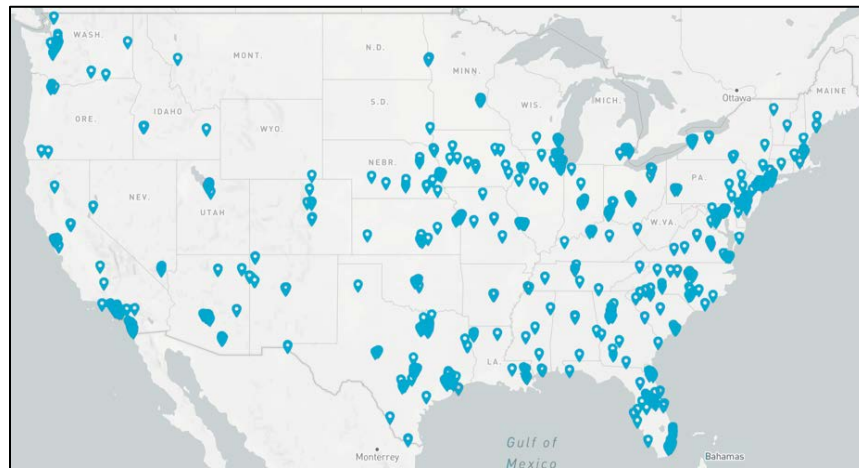 WASH.
MONT.
N.D.
MINN.
Ottawa
MAINE
ORE.
IDAHO
S.D.
WIS.
MICH.
WYO.
NEBR.
PA.
NEV.
UTAH
W.VA.
LA.
Gulf of
Mexico
Monterrey
Bahamas